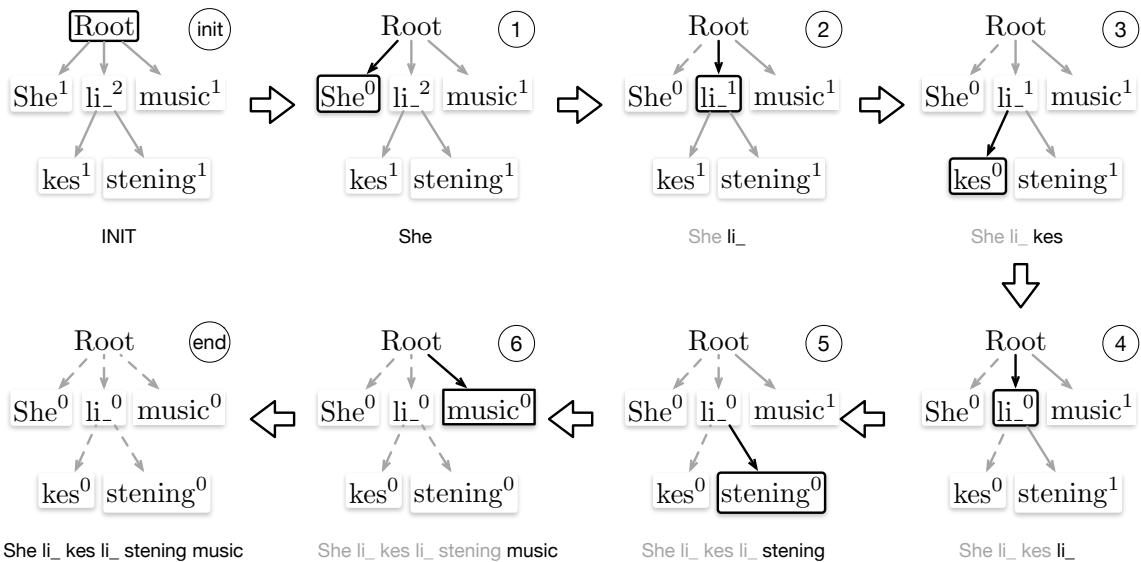 Root init
She¹ li_² music¹
kes¹ stening¹
INIT
Root 1
She⁰ li_² music¹
kes¹ stening¹
She
Root 2
She⁰ li_¹ music¹
kes¹ stening¹
She li_
Root 3
She⁰ li_¹ music¹
kes⁰ stening¹
She li_ kes
Root 4
She⁰ li_⁰ music¹
kes⁰ stening¹
She li_ kes li_
Root 5
She⁰ li_⁰ music¹
kes⁰ stening⁰
She li_ kes li_ stening
Root 6
She⁰ li_⁰ music⁰
kes⁰ stening⁰
She li_ kes li_ stening music
Root end
She⁰ li_⁰ music⁰
kes⁰ stening⁰
She li_ kes li_ stening music